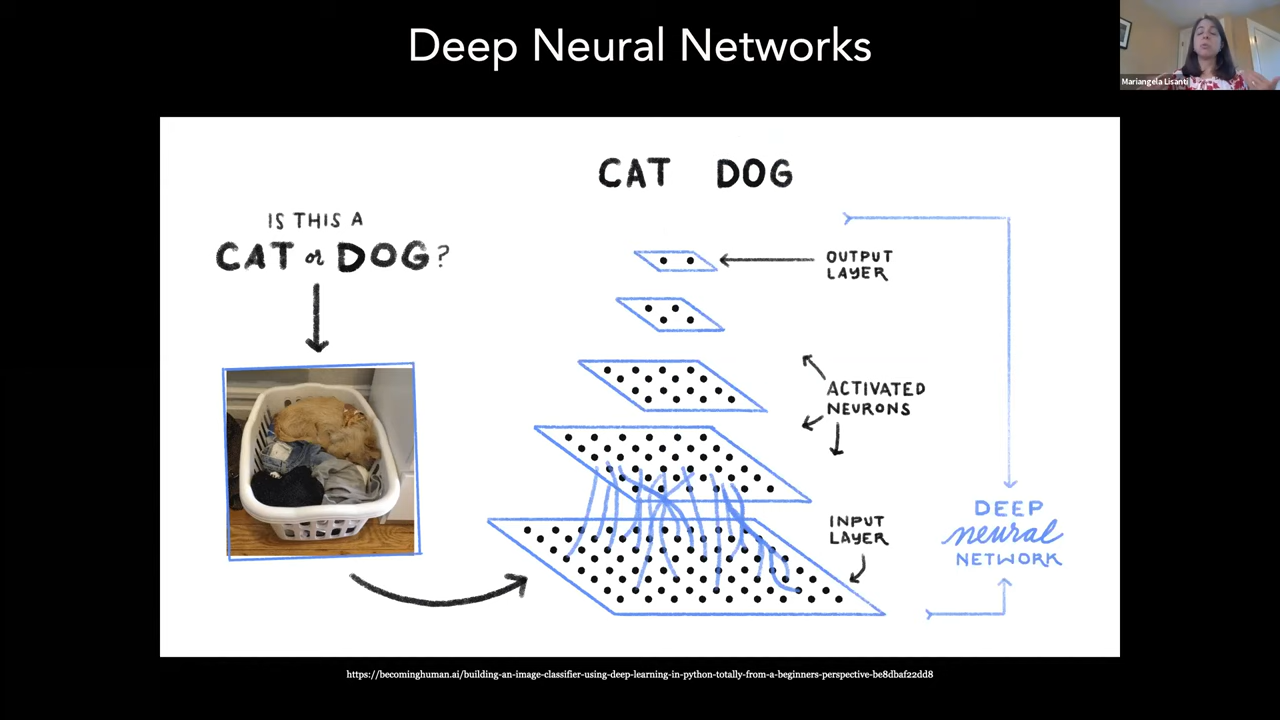 Deep Neural Networks
Mariangela Lisanti
CAT DOG
IS THIS A
CAT or DOG?
OUTPUT
LAYER
ACTIVATED
NEURONS
INPUT
LAYER
DEEP
neural
NETWORK
https://becominghuman.ai/building-an-image-classifier-using-deep-learning-in-python-totally-from-a-beginners-perspective-be8dbaf22dd8